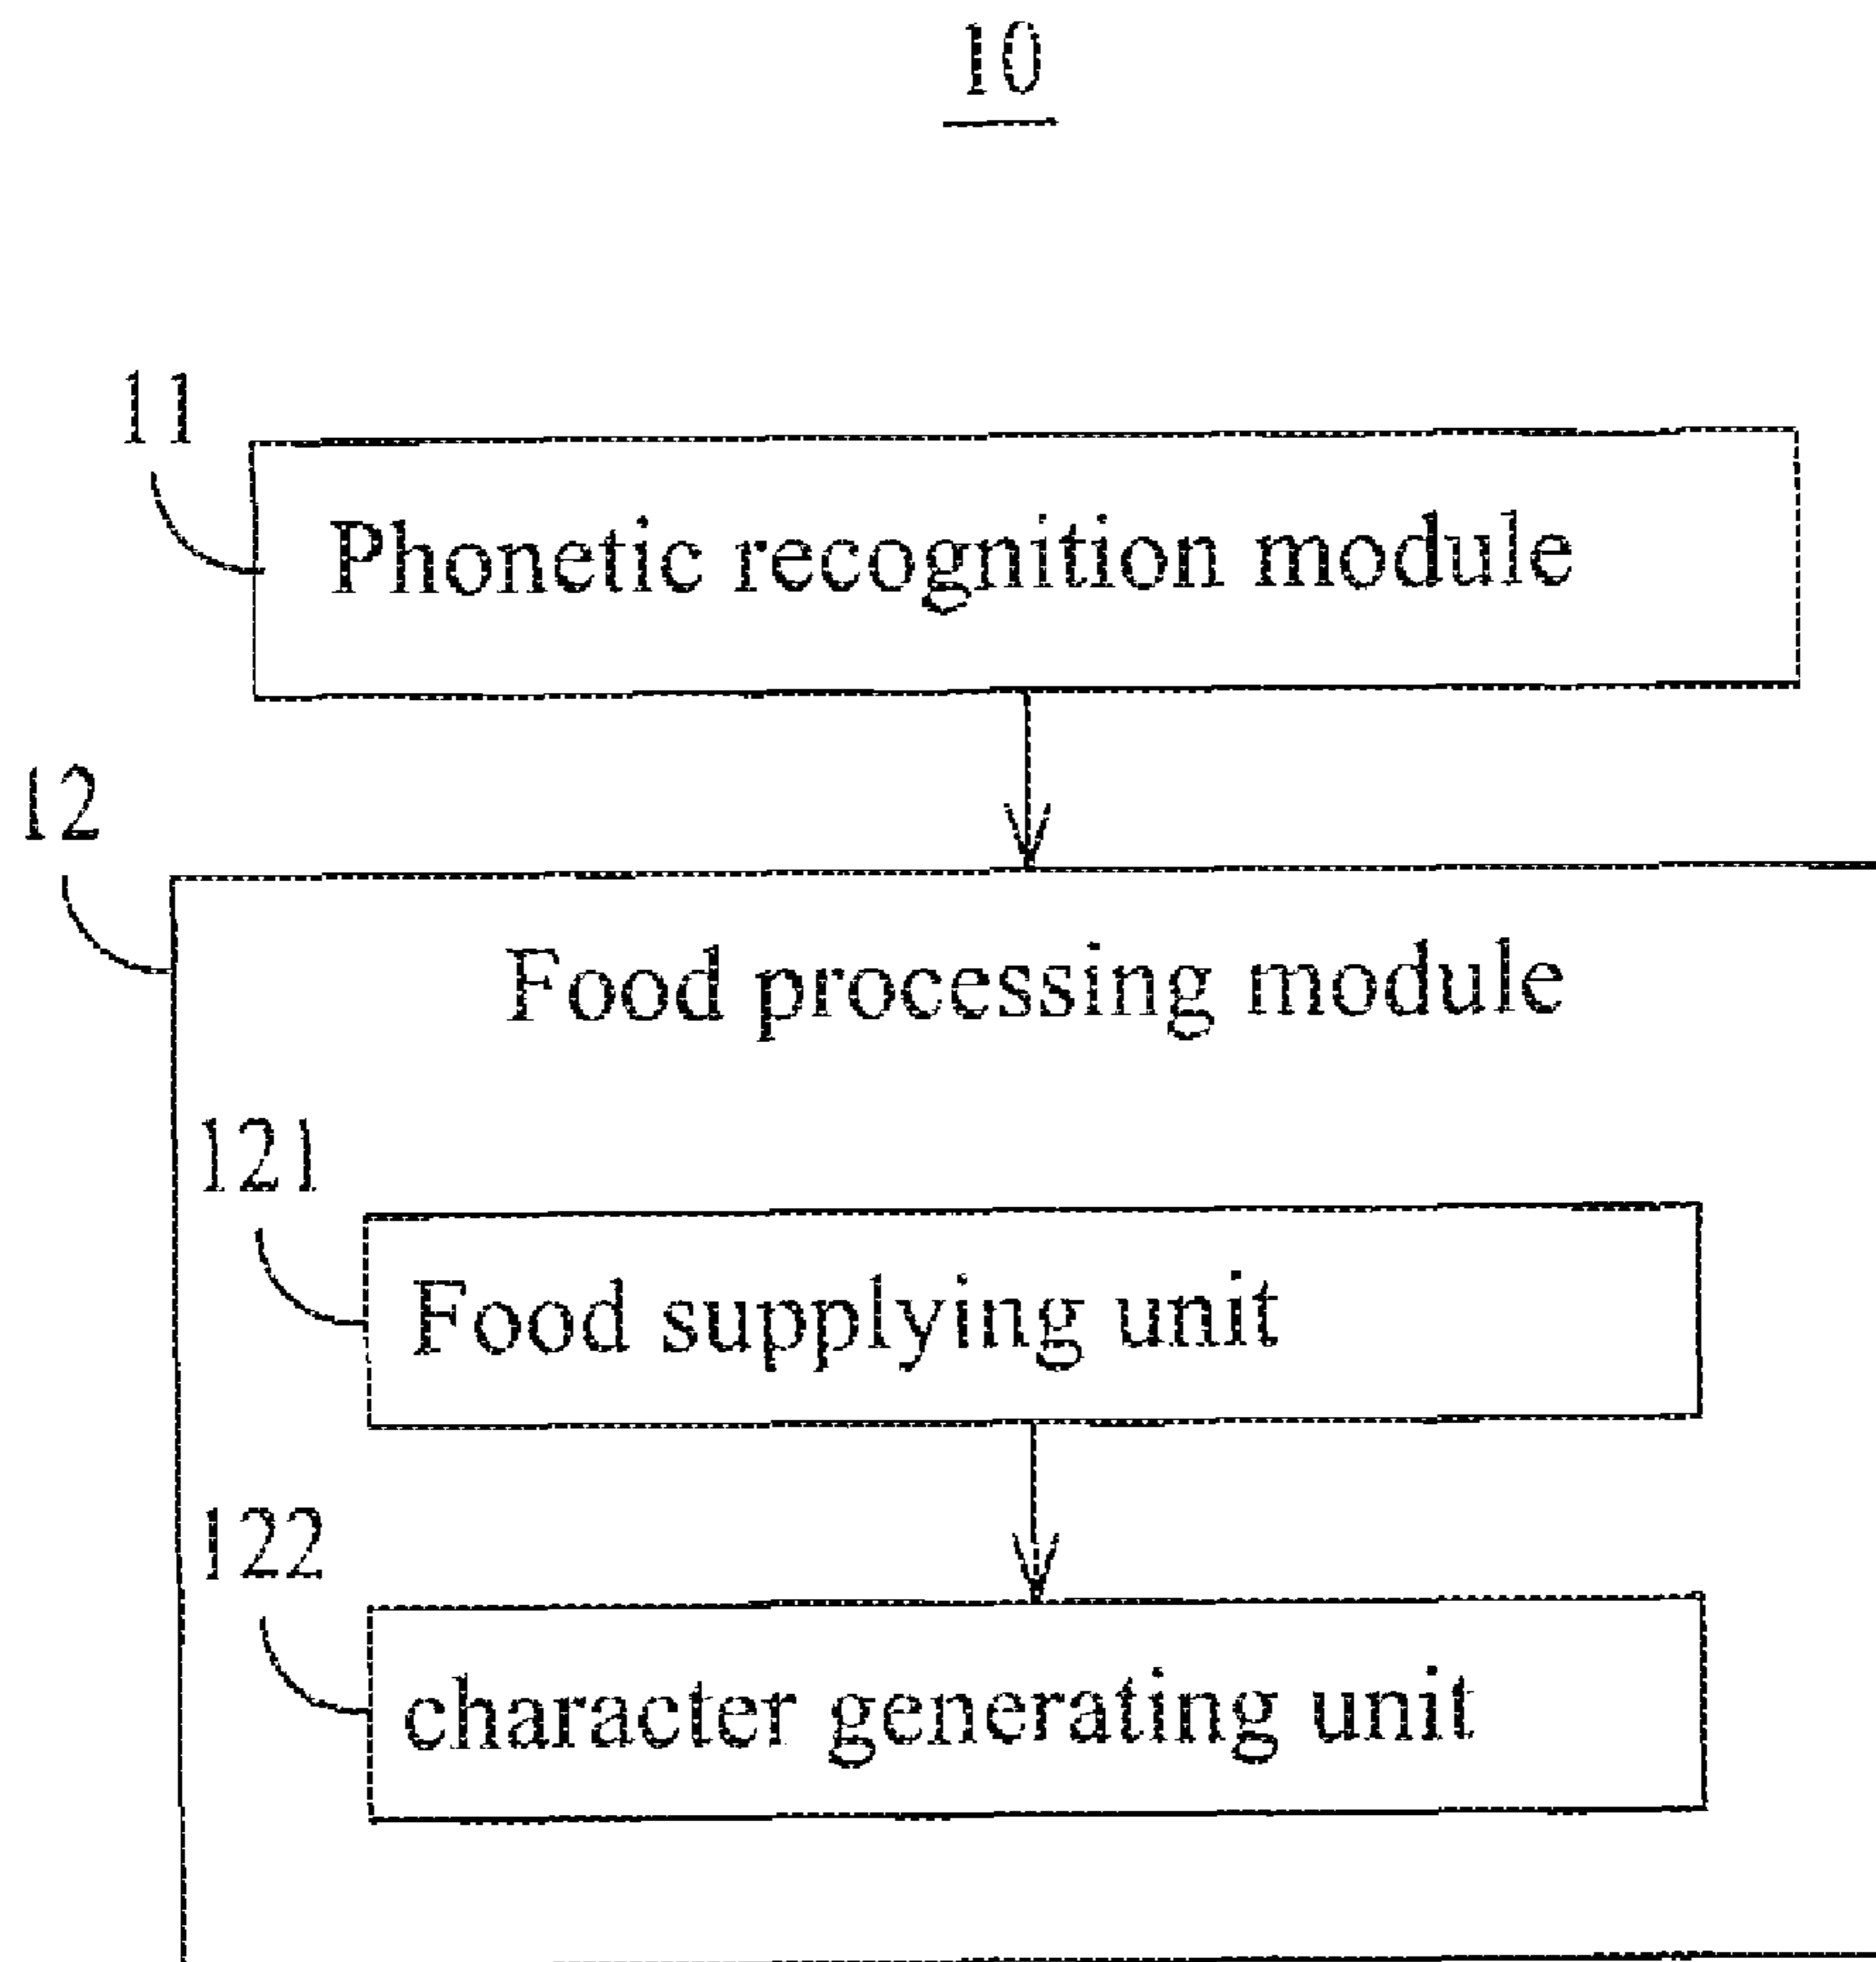 10
11
Phonetic recognition module
12
Food processing module
121
Food supplying unit
122
character generating unit